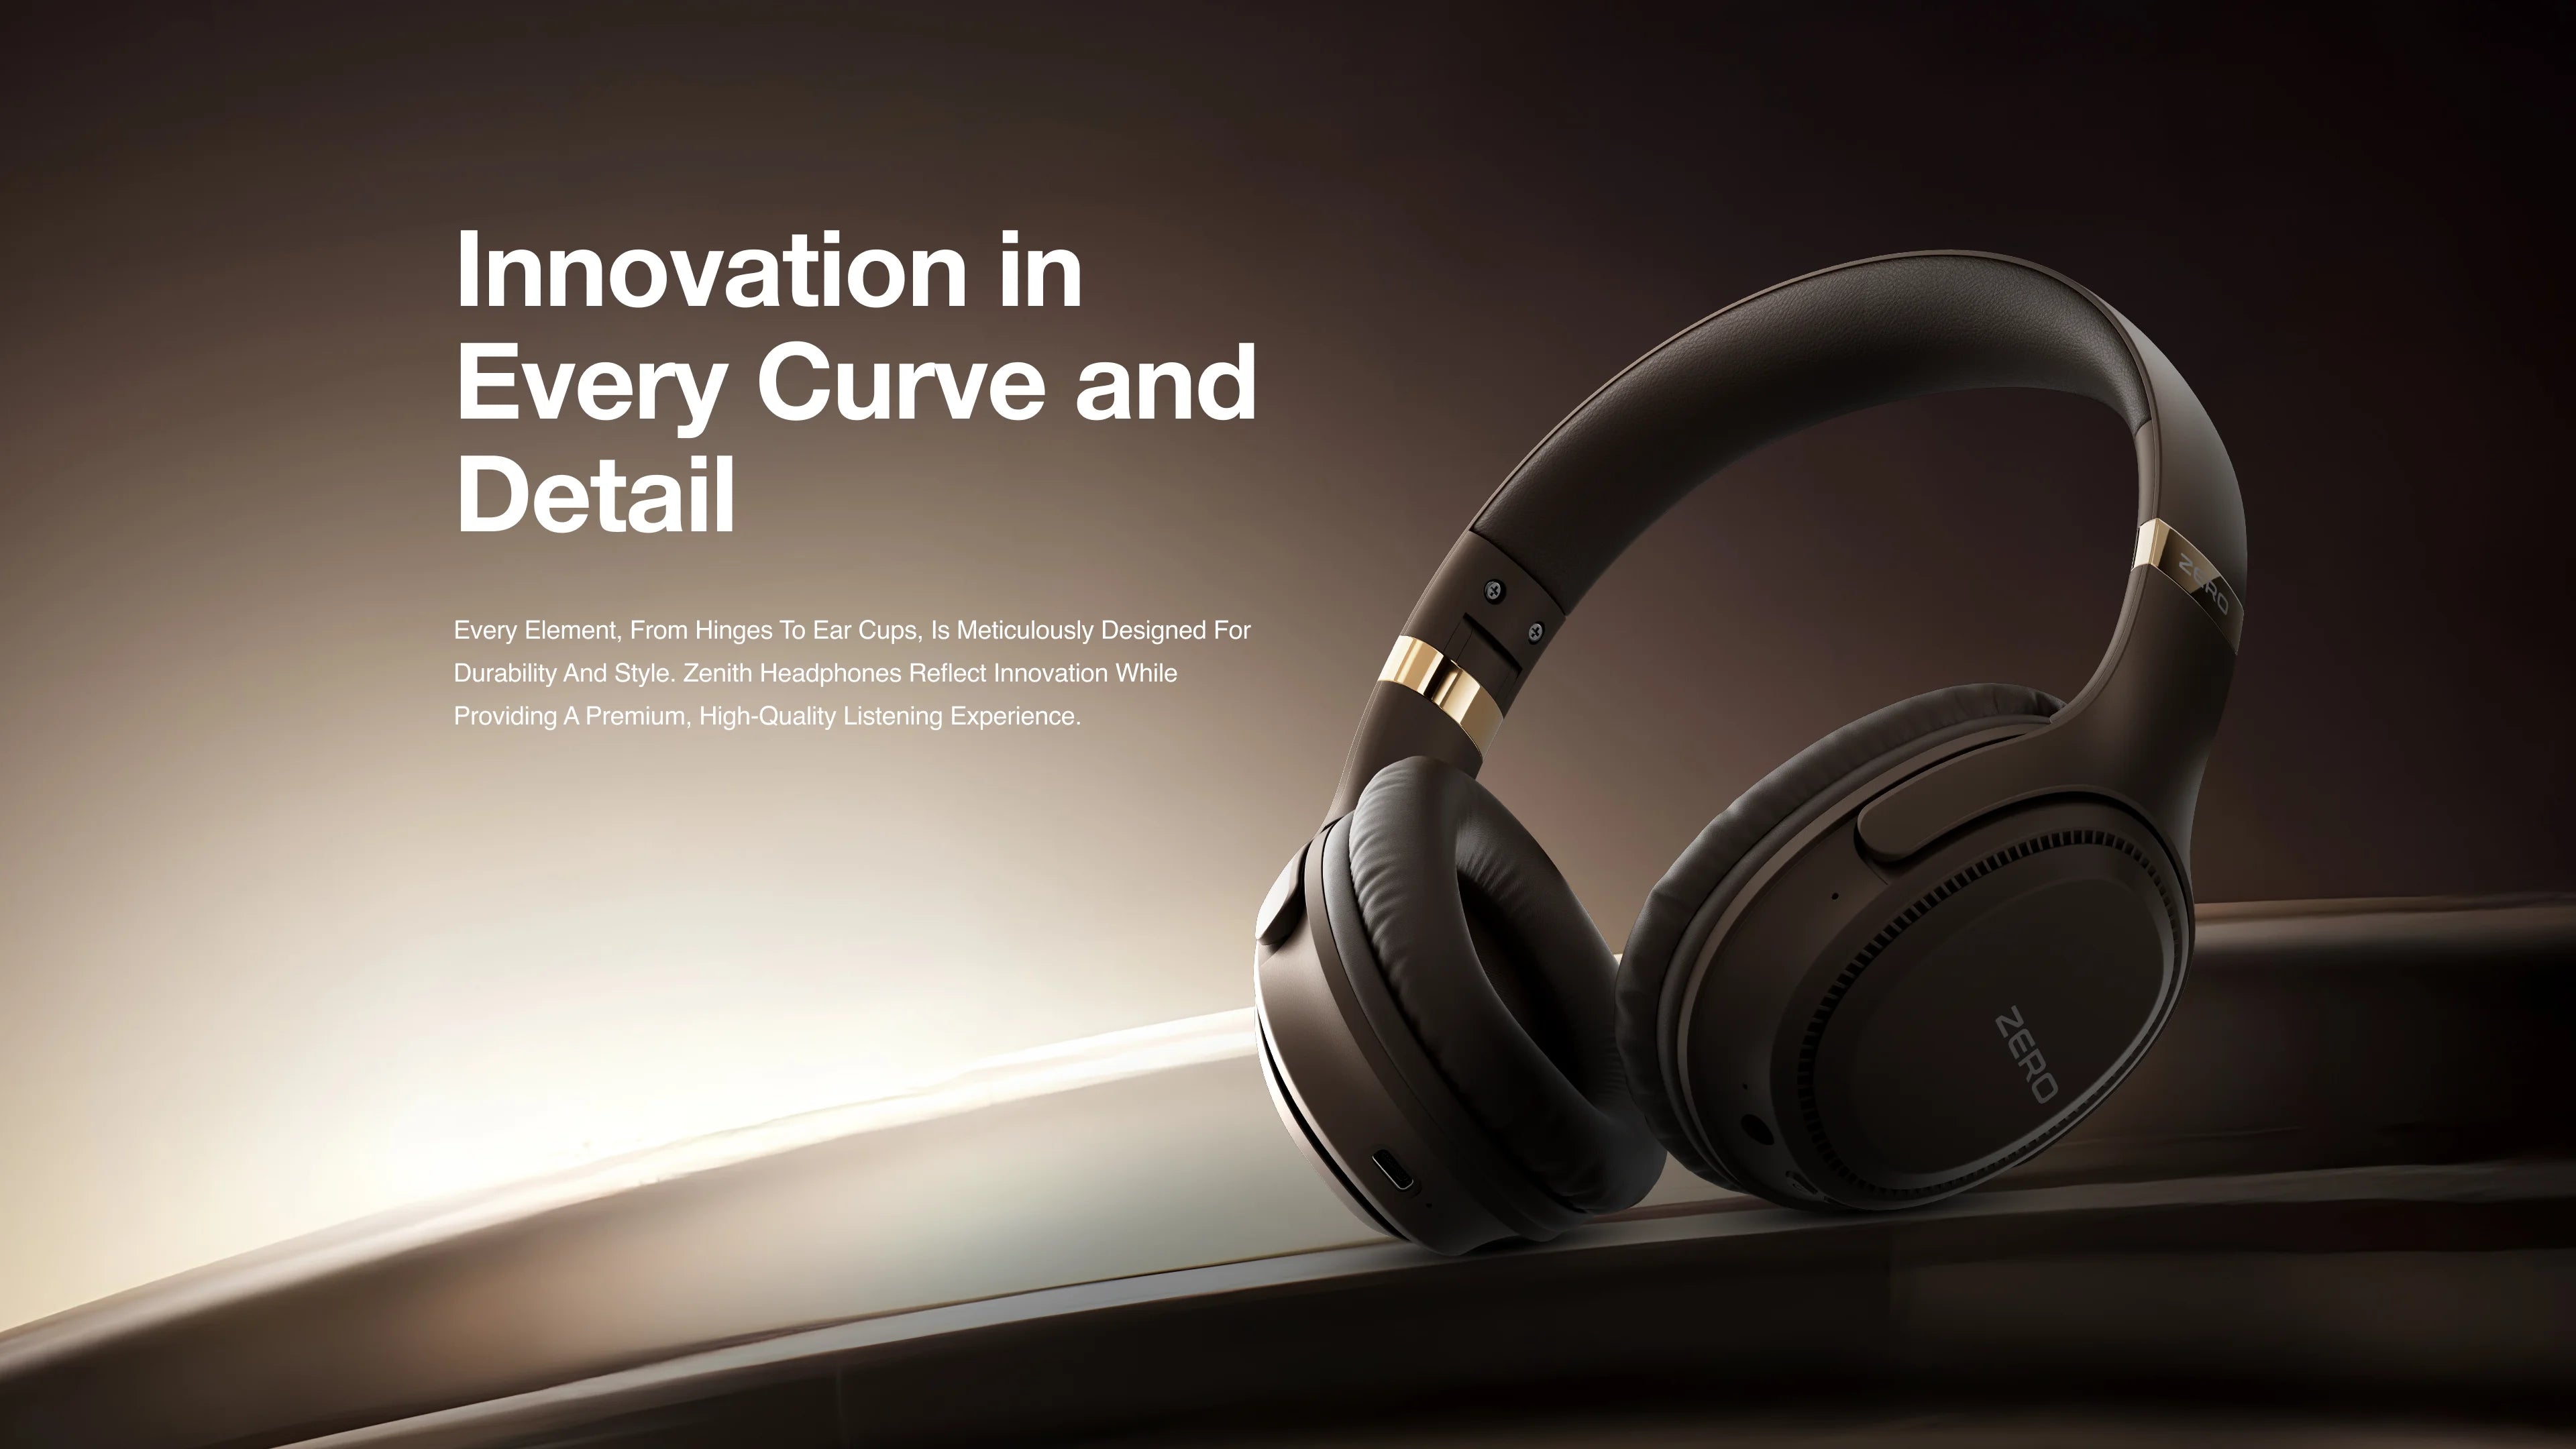 Innovation in
Every Curve and
Detail
Every Element, From Hinges To Ear Cups, Is Meticulously Designed For
Durability And Style. Zenith Headphones Reflect Innovation While
Providing A Premium, High-Quality Listening Experience.
ZERO
ZERO